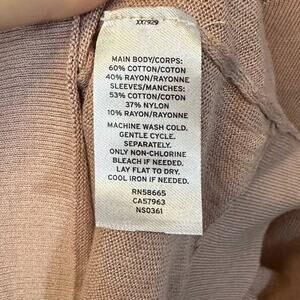 XX7929
MAIN BODY/CORPS:
60% COTTON/COTON
40% RAYON/RAYONNE
SLEEVES/MANCHES:
53% COTTON/COTON
37% NYLON
10% RAYON/RAYONNE
MACHINE WASH COLD.
GENTLE CYCLE.
SEPARATELY.
ONLY NON-CHLORINE
BLEACH IF NEEDED.
LAY FLAT TO DRY.
COOL IRON IF NEEDED.
RN58665
CA57963
NS0361